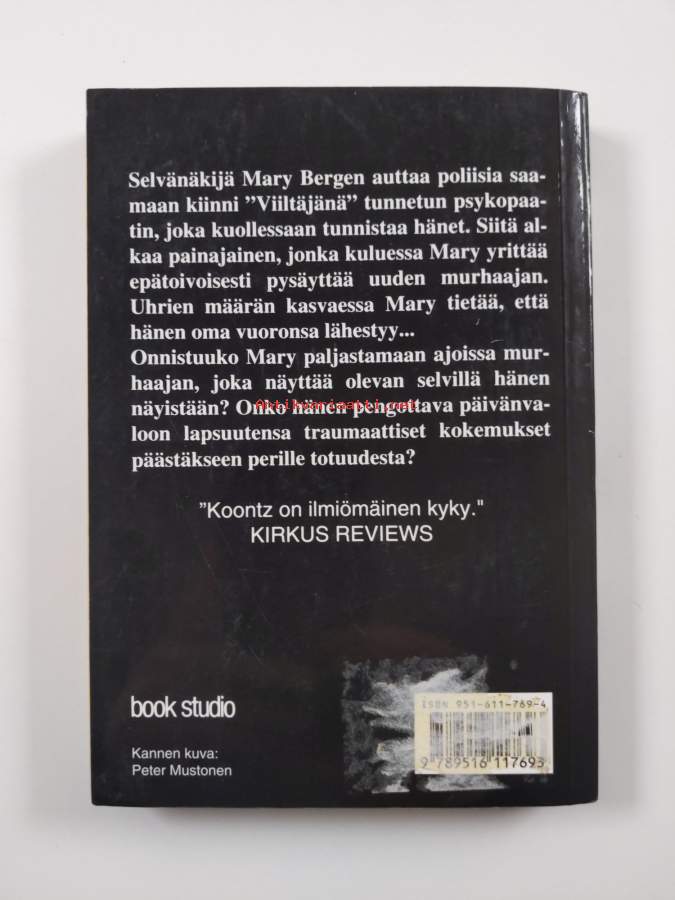 Selvänäkijä Mary Bergen auttaa poliisia saa-
maan kiinni ”Viiltäjänä” tunnetun psykopaa-
tin, joka kuollessaan tunnistaa hänet. Siitä al-
kaa painajainen, jonka kuluessa Mary yrittää
epätoivoisesti pysäyttää uuden murhaajan.
Uhrien määrän kasvaessa Mary tietää, että
hänen oma vuoronsa lähestyy...
Onnistuuko Mary paljastamaan ajoissa mur-
haajan, joka näyttää olevan selvillä hänen
näyistään? Onko hänen pengottava päivänva-
Antikvariaatti.net
loon lapsuutensa traumaattiset kokemukset
päästäkseen perille totuudesta?
”Koontz on ilmiömäinen kyky."
KIRKUS REVIEWS
book studio
Kannen kuva:
Peter Mustonen
ISBN 951-611-769-4
9 789516 117693